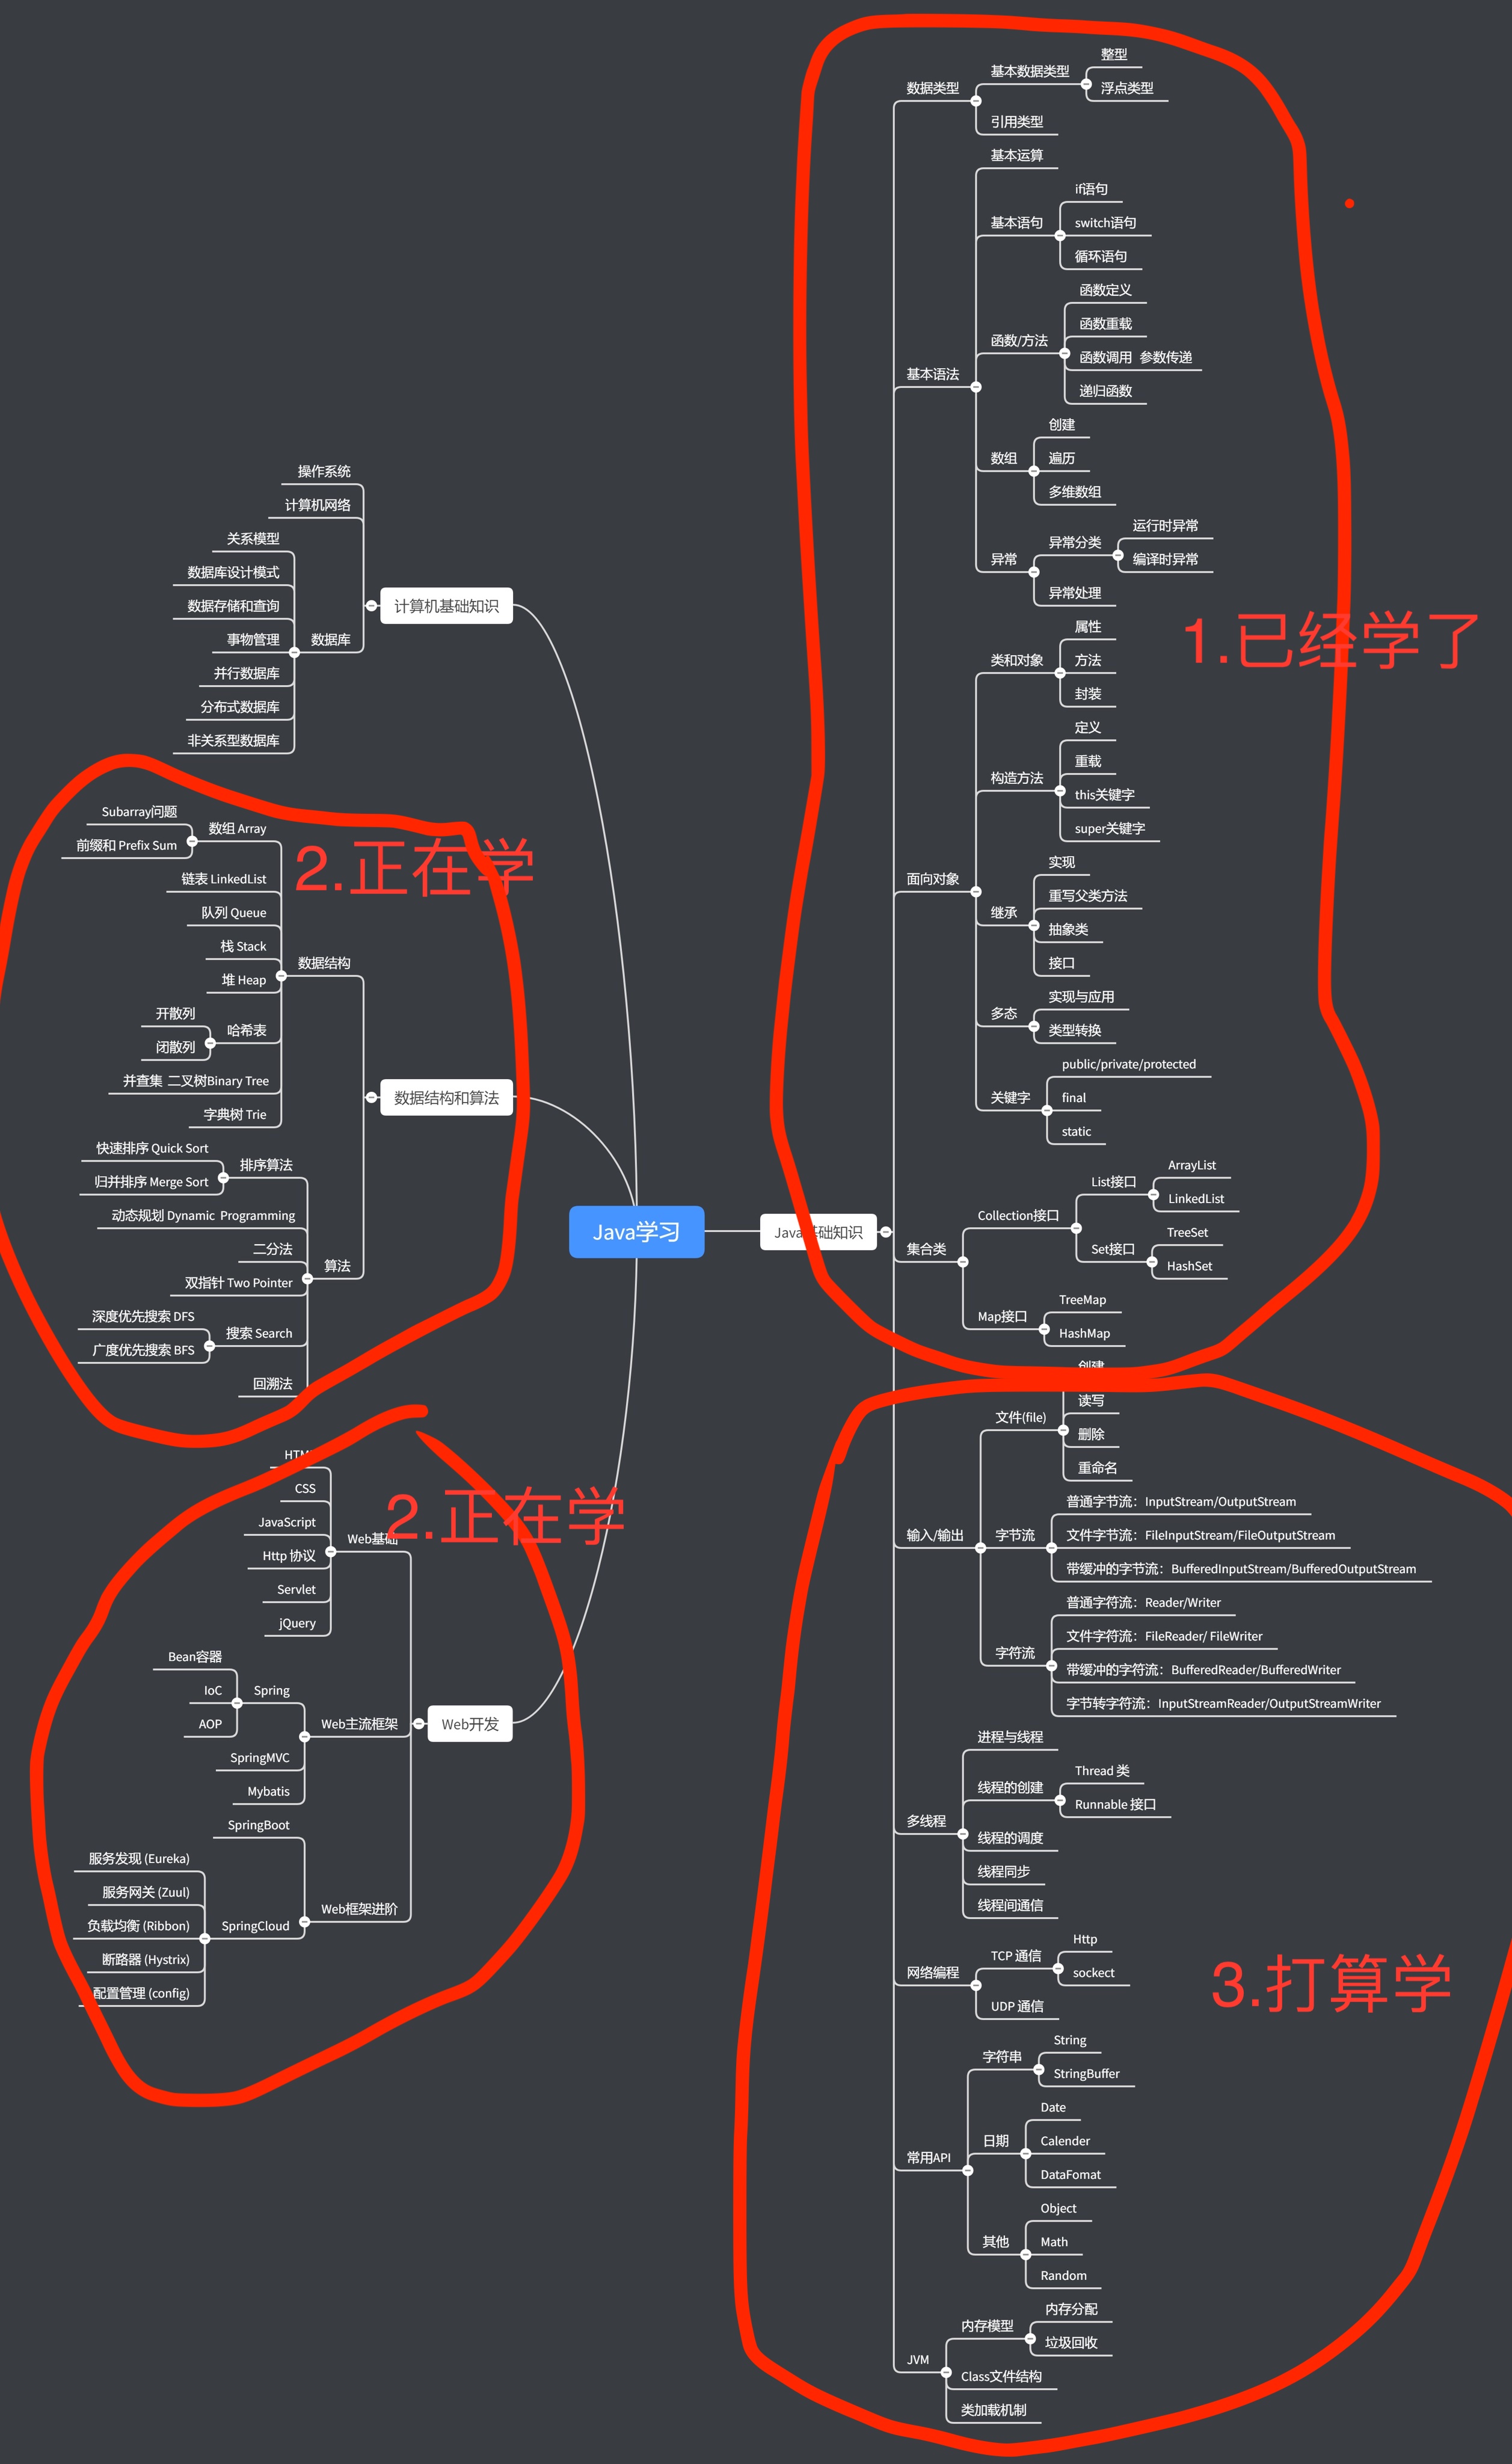 Java学习
计算机基础知识
操作系统
计算机网络
数据库
关系模型
数据库设计模式
数据存储和查询
事物管理
并行数据库
分布式数据库
非关系型数据库
数据结构和算法
2.正在学
数据结构
数组 Array
Subarray问题
前缀和 Prefix Sum
链表 LinkedList
队列 Queue
栈 Stack
堆 Heap
哈希表
开散列
闭散列
并查集 二叉树Binary Tree
字典树 Trie
算法
排序算法
快速排序 Quick Sort
归并排序 Merge Sort
动态规划 Dynamic Programming
二分法
双指针 Two Pointer
搜索 Search
深度优先搜索 DFS
广度优先搜索 BFS
回溯法
Web开发
2.正在学
Web基础
HTML
CSS
JavaScript
Http 协议
Servlet
jQuery
Web主流框架
Spring
Bean容器
IoC
AOP
SpringMVC
Mybatis
Web框架进阶
SpringBoot
SpringCloud
服务发现 (Eureka)
服务网关 (Zuul)
负载均衡 (Ribbon)
断路器 (Hystrix)
配置管理 (config)
Java基础知识
1.已经学了
数据类型
基本数据类型
整型
浮点类型
引用类型
基本语法
基本运算
基本语句
if语句
switch语句
循环语句
函数/方法
函数定义
函数重载
函数调用 参数传递
递归函数
数组
创建
遍历
多维数组
异常
异常分类
运行时异常
编译时异常
异常处理
面向对象
类和对象
属性
方法
封装
构造方法
定义
重载
this关键字
super关键字
继承
实现
重写父类方法
抽象类
接口
多态
实现与应用
类型转换
关键字
public/private/protected
final
static
集合类
Collection接口
List接口
ArrayList
LinkedList
Set接口
TreeSet
HashSet
Map接口
TreeMap
HashMap
3.打算学
输入/输出
文件(file)
创建
读写
删除
重命名
字节流
普通字节流：InputStream/OutputStream
文件字节流：FileInputStream/FileOutputStream
带缓冲的字节流：BufferedInputStream/BufferedOutputStream
字符流
普通字符流：Reader/Writer
文件字符流：FileReader/ FileWriter
带缓冲的字符流：BufferedReader/BufferedWriter
字节转字符流：InputStreamReader/OutputStreamWriter
多线程
进程与线程
线程的创建
Thread 类
Runnable 接口
线程的调度
线程同步
线程间通信
网络编程
TCP 通信
Http
sockect
UDP 通信
常用API
字符串
String
StringBuffer
日期
Date
Calender
DataFomat
其他
Object
Math
Random
JVM
内存模型
内存分配
垃圾回收
Class文件结构
类加载机制